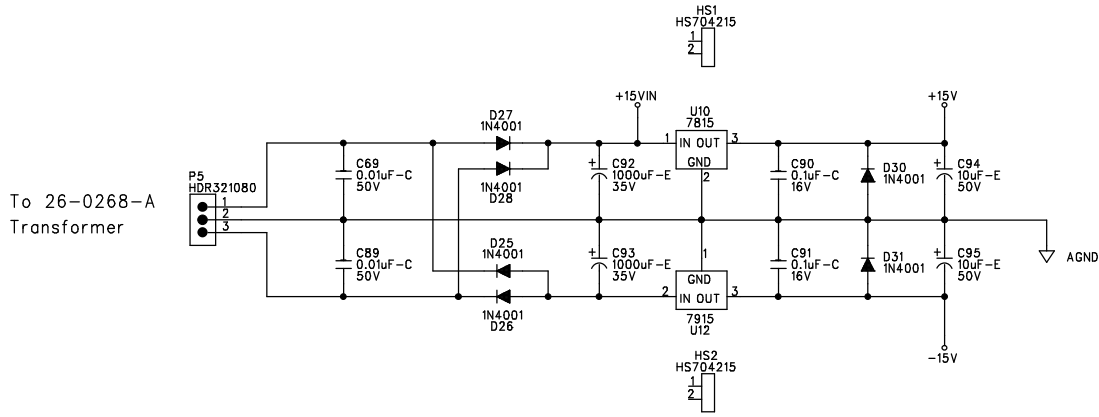 HS1
HS704215
1
2
+15VIN
+15V
D27
1N4001
U10
7815
1
IN OUT
3
GND
2
C69
0.01uF-C
50V
1N4001
D28
C92
1000uF-E
35V
+
C90
0.1uF-C
16V
D30
1N4001
C94
10uF-E
50V
+
P5
HDR321080
To 26-0268-A
Transformer
1
2
3
C89
0.01uF-C
50V
D25
1N4001
D26
C93
1000uF-E
35V
+
1
GND
2
IN OUT
3
7915
U12
C91
0.1uF-C
16V
D31
1N4001
C95
10uF-E
50V
+
AGND
-15V
HS2
HS704215
1
2